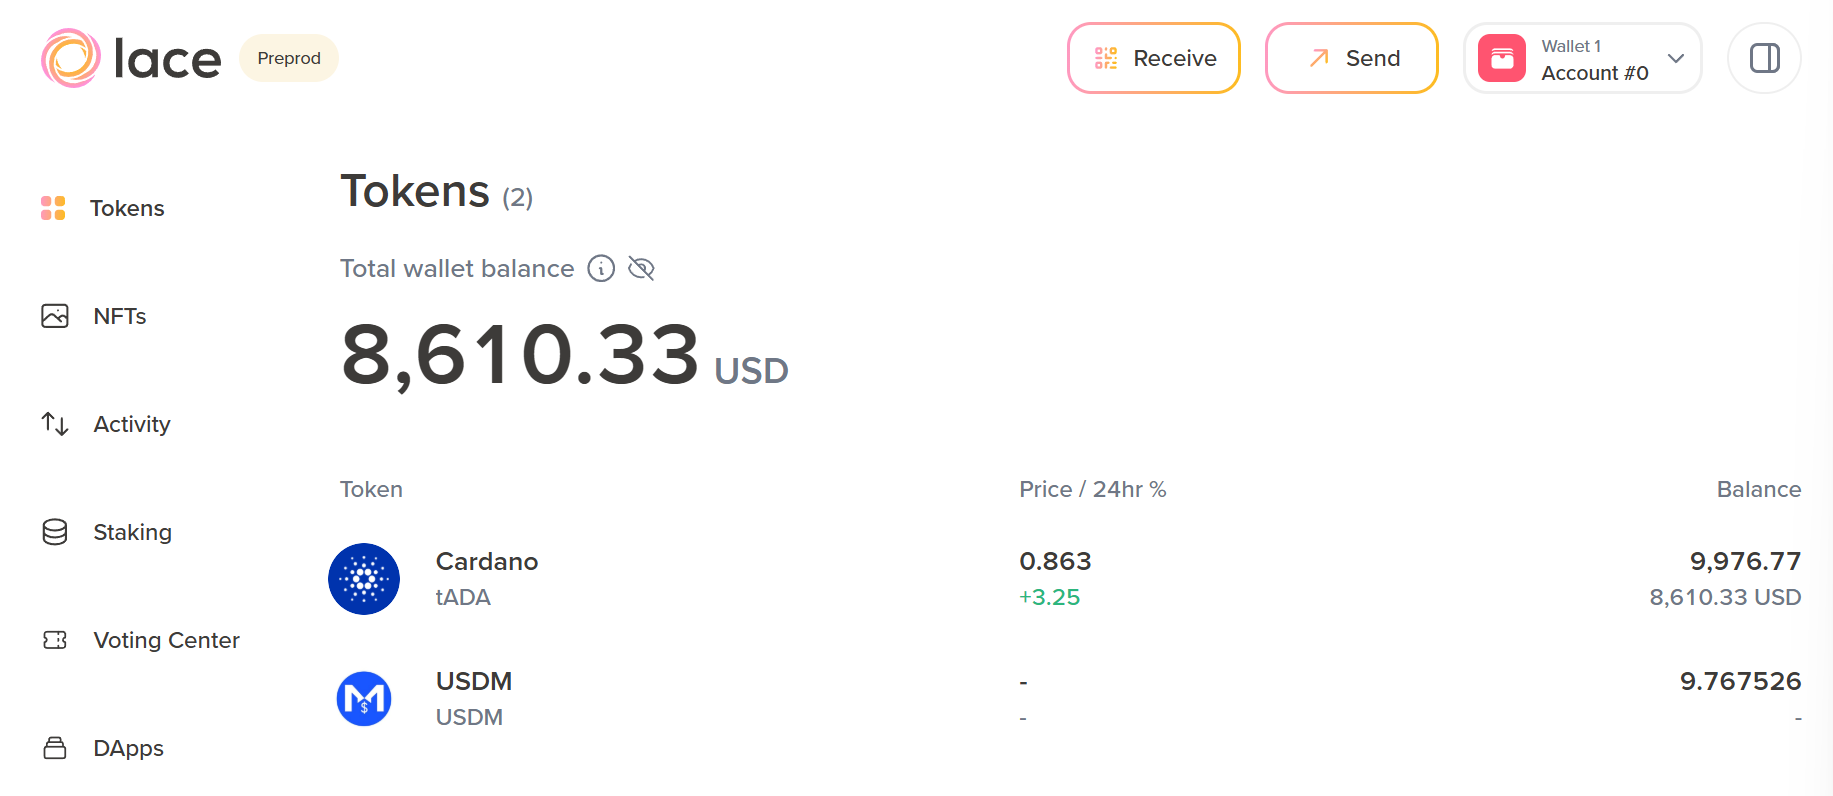 lace
Preprod
Receive
Send
Wallet 1
Account #0
Tokens
NFTs
Activity
Staking
Voting Center
DApps
Tokens (2)
Total wallet balance
8,610.33 USD
Token Price / 24hr % Balance
Cardano 0.863 9,976.77
tADA +3.25 8,610.33 USD
USDM - 9.767526
USDM - -